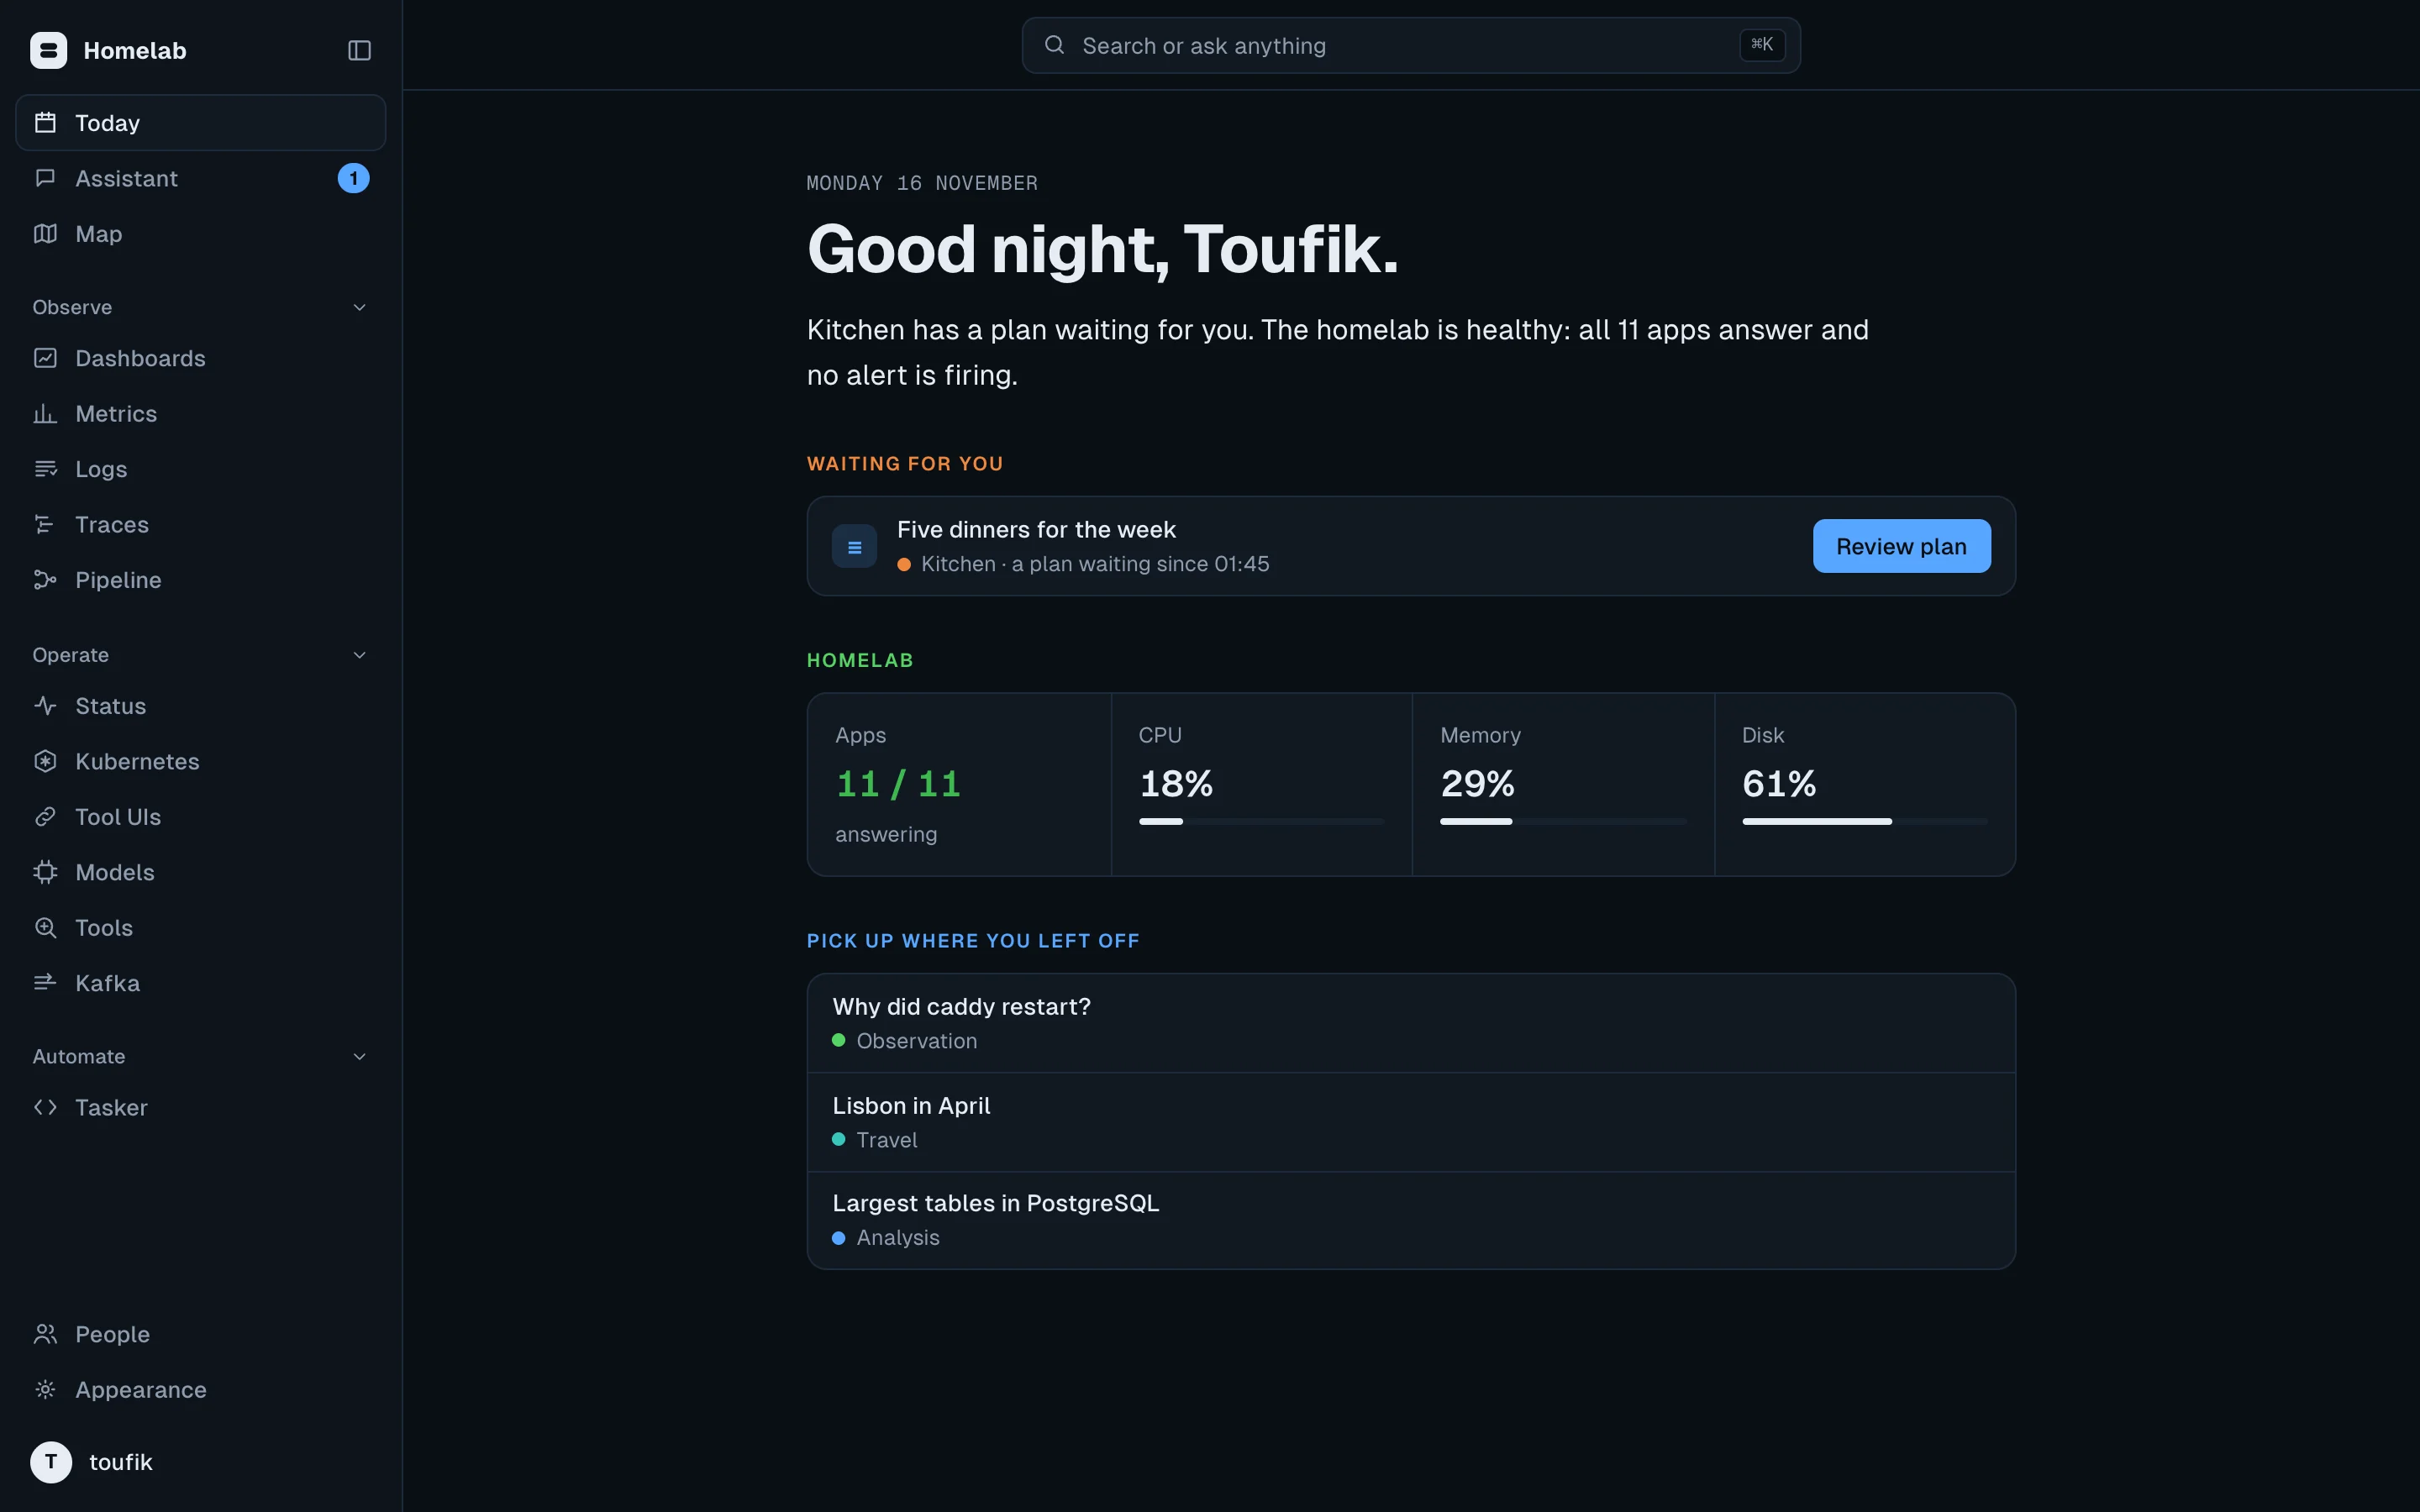 Homelab
Today
Assistant
1
Map
Observe
Dashboards
Metrics
Logs
Traces
Pipeline
Operate
Status
Kubernetes
Tool UIs
Models
Tools
Kafka
Automate
Tasker
People
Appearance
T
toufik
Search or ask anything
⌘K
MONDAY 16 NOVEMBER
Good night, Toufik.
Kitchen has a plan waiting for you. The homelab is healthy: all 11 apps answer and
no alert is firing.
WAITING FOR YOU
Five dinners for the week
Kitchen · a plan waiting since 01:45
Review plan
HOMELAB
Apps
11 / 11
answering
CPU
18%
Memory
29%
Disk
61%
PICK UP WHERE YOU LEFT OFF
Why did caddy restart?
Observation
Lisbon in April
Travel
Largest tables in PostgreSQL
Analysis